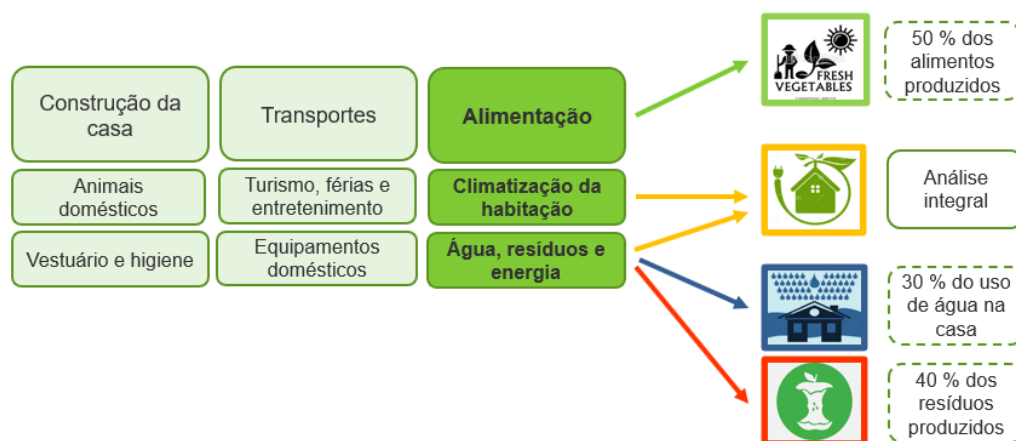 Construção da
casa
Transportes
Alimentação
Animais
domésticos
Turismo, férias e
entretenimento
Climatização da
habitação
Vestuário e higiene
Equipamentos
domésticos
Água, resíduos e
energia
FRESH
VEGETABLES
50 % dos
alimentos
produzidos
Análise
integral
30 % do uso
de água na
casa
40 % dos
resíduos
produzidos